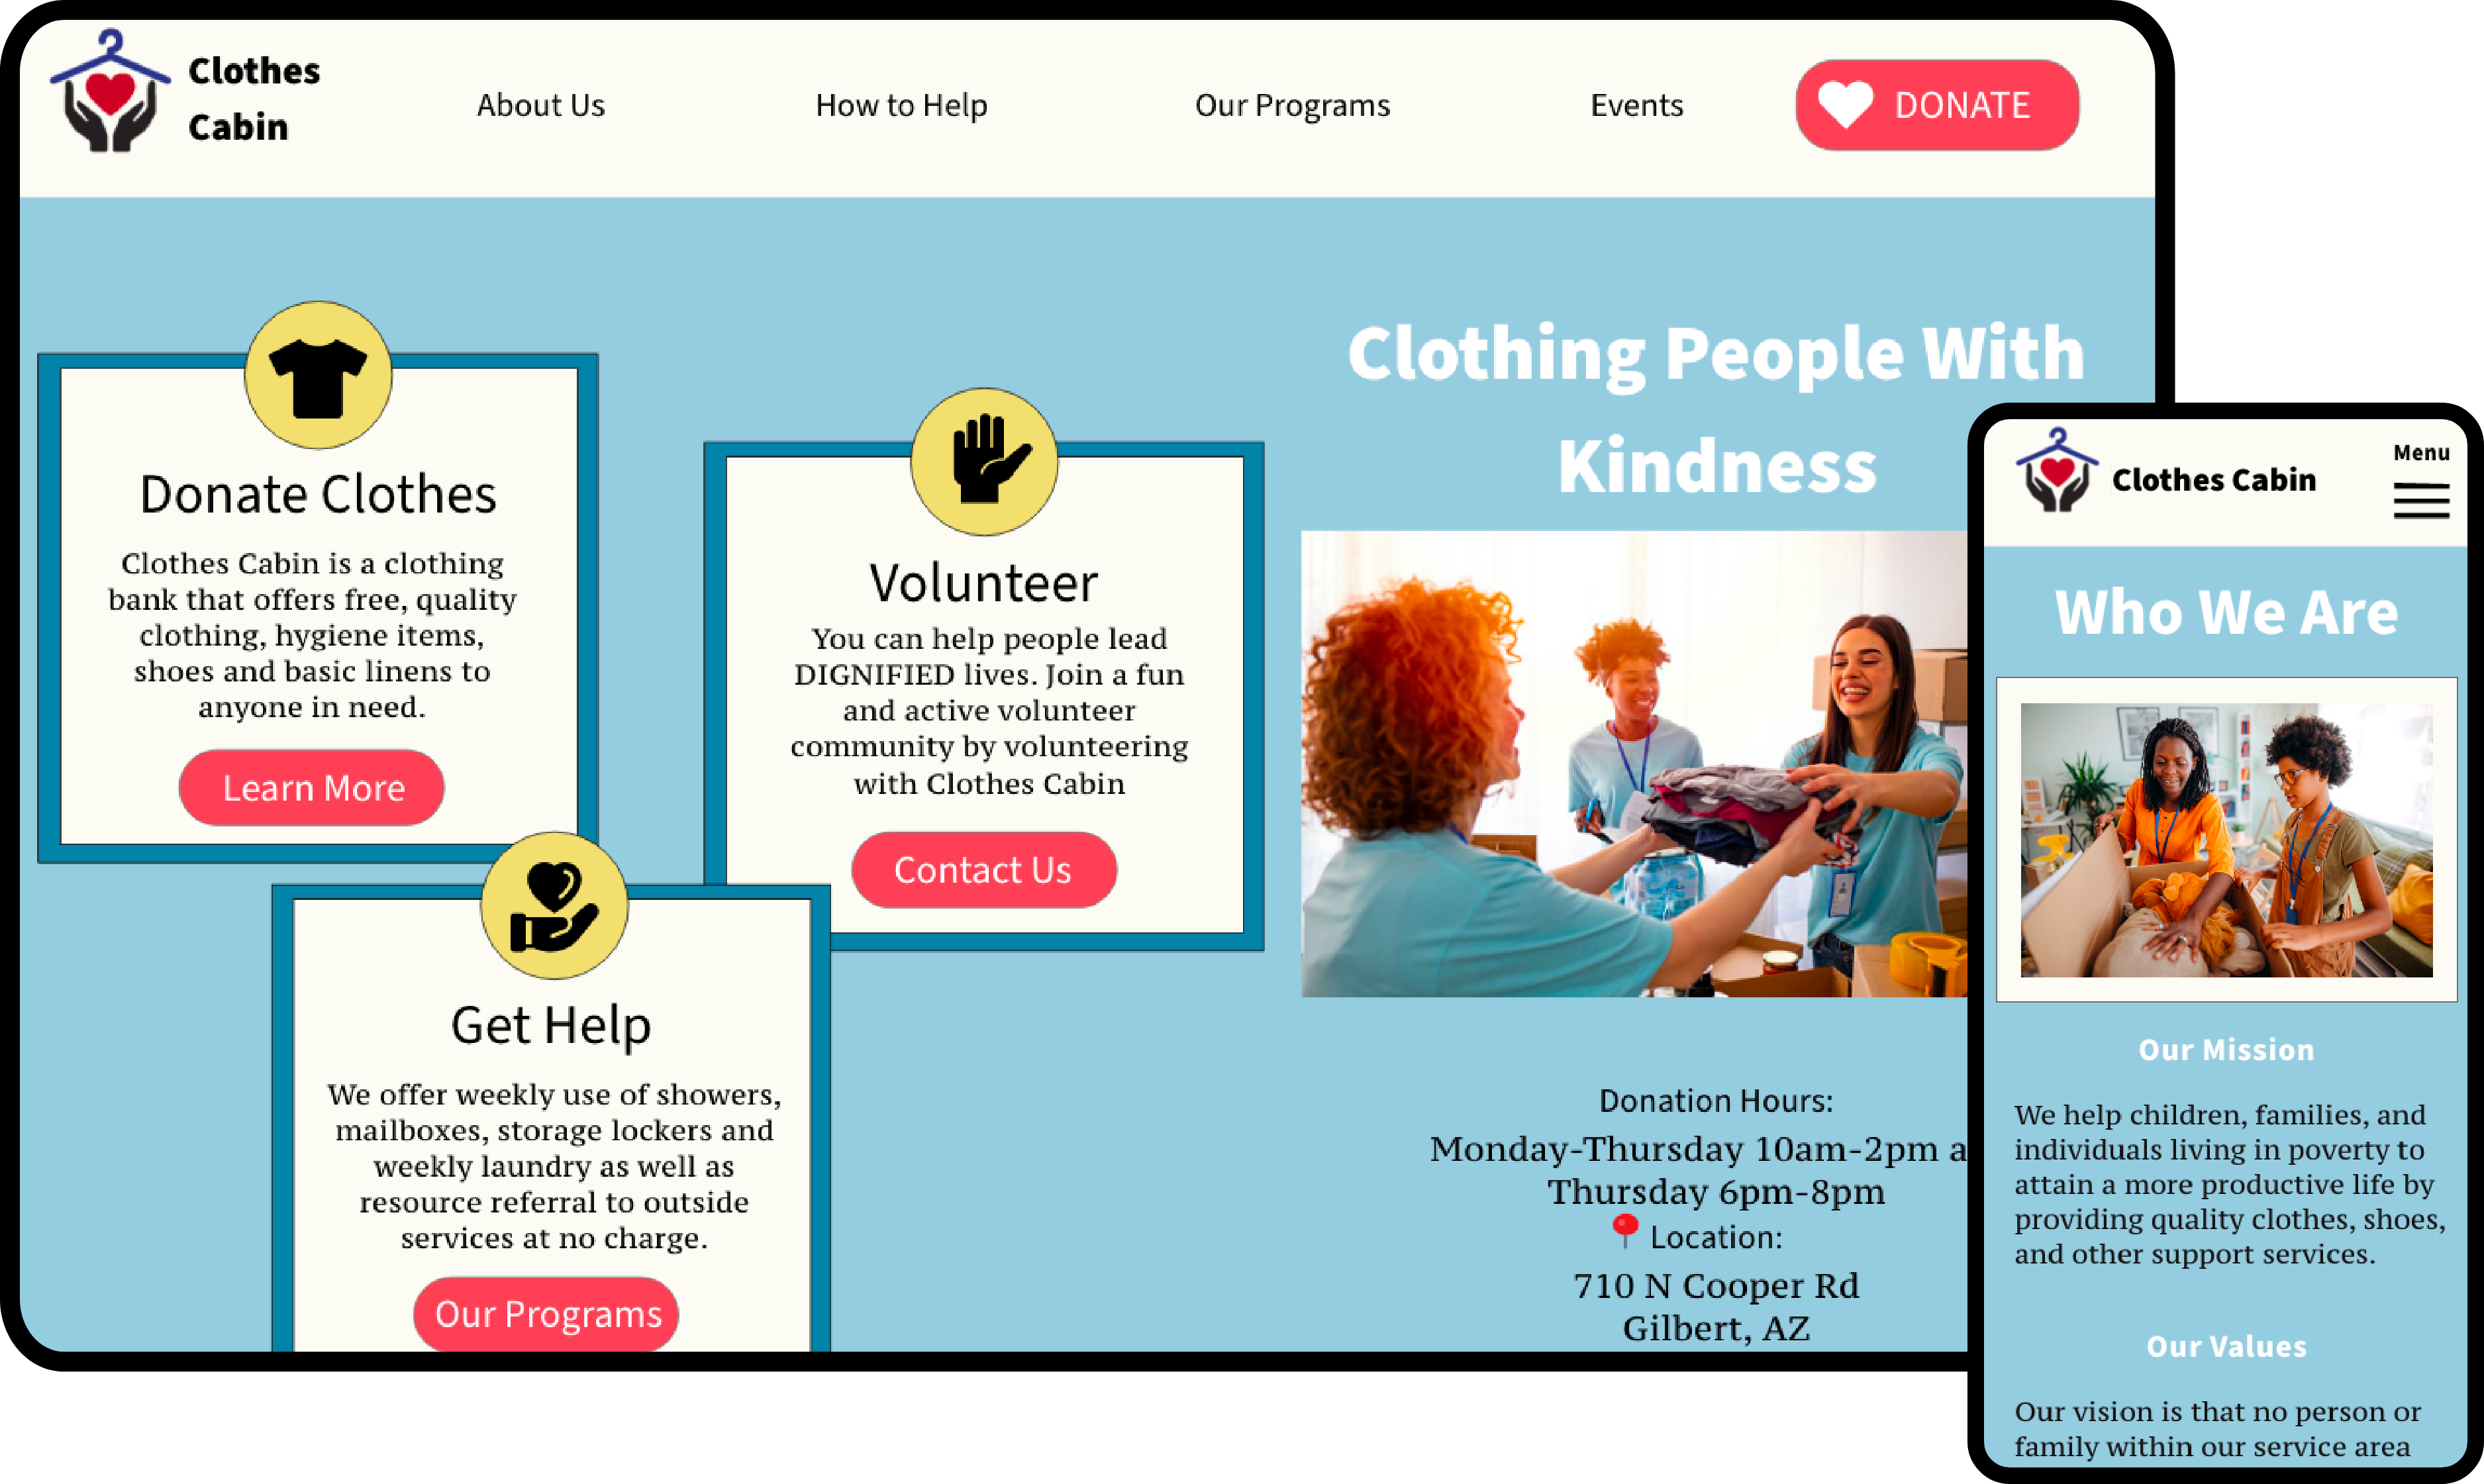 Clothes
Cabin
About Us
How to Help
Our Programs
Events
DONATE
Donate Clothes
Clothes Cabin is a clothing
bank that offers free, quality
clothing, hygiene items,
shoes and basic linens to
anyone in need.
Learn More
Volunteer
You can help people lead
DIGNIFIED lives. Join a fun
and active volunteer
community by volunteering
with Clothes Cabin
Contact Us
Get Help
We offer weekly use of showers,
mailboxes, storage lockers and
weekly laundry as well as
resource referral to outside
services at no charge.
Our Programs
Clothing People With
Kindness
Donation Hours:
Monday-Thursday 10am-2pm a
Thursday 6pm-8pm
Location:
710 N Cooper Rd
Gilbert, AZ
Clothes Cabin
Menu
Who We Are
Our Mission
We help children, families, and
individuals living in poverty to
attain a more productive life by
providing quality clothes, shoes,
and other support services.
Our Values
Our vision is that no person or
family within our service area